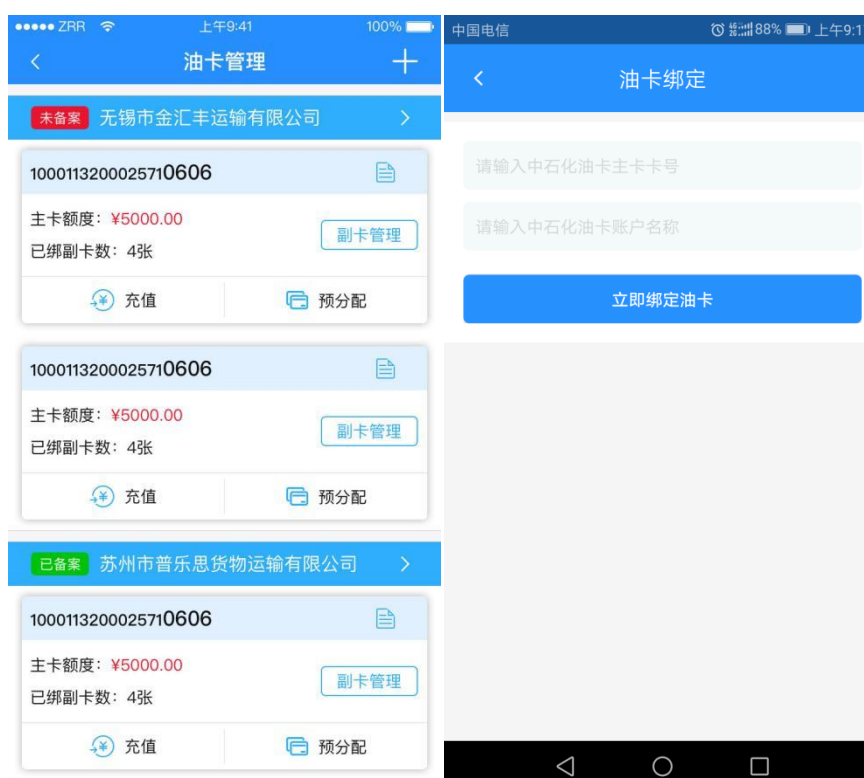 ZRR 上午9:41 100%
油卡管理
未备案 无锡市金汇丰运输有限公司
1000113200025710606
主卡额度：¥5000.00
副卡管理
已绑副卡数：4张
充值 预分配
1000113200025710606
主卡额度：¥5000.00
副卡管理
已绑副卡数：4张
充值 预分配
已备案 苏州市普乐思货物运输有限公司
1000113200025710606
主卡额度：¥5000.00
副卡管理
已绑副卡数：4张
充值 预分配
中国电信 88% 上午9:1
油卡绑定
请输入中石化油卡主卡卡号
请输入中石化油卡账户名称
立即绑定油卡